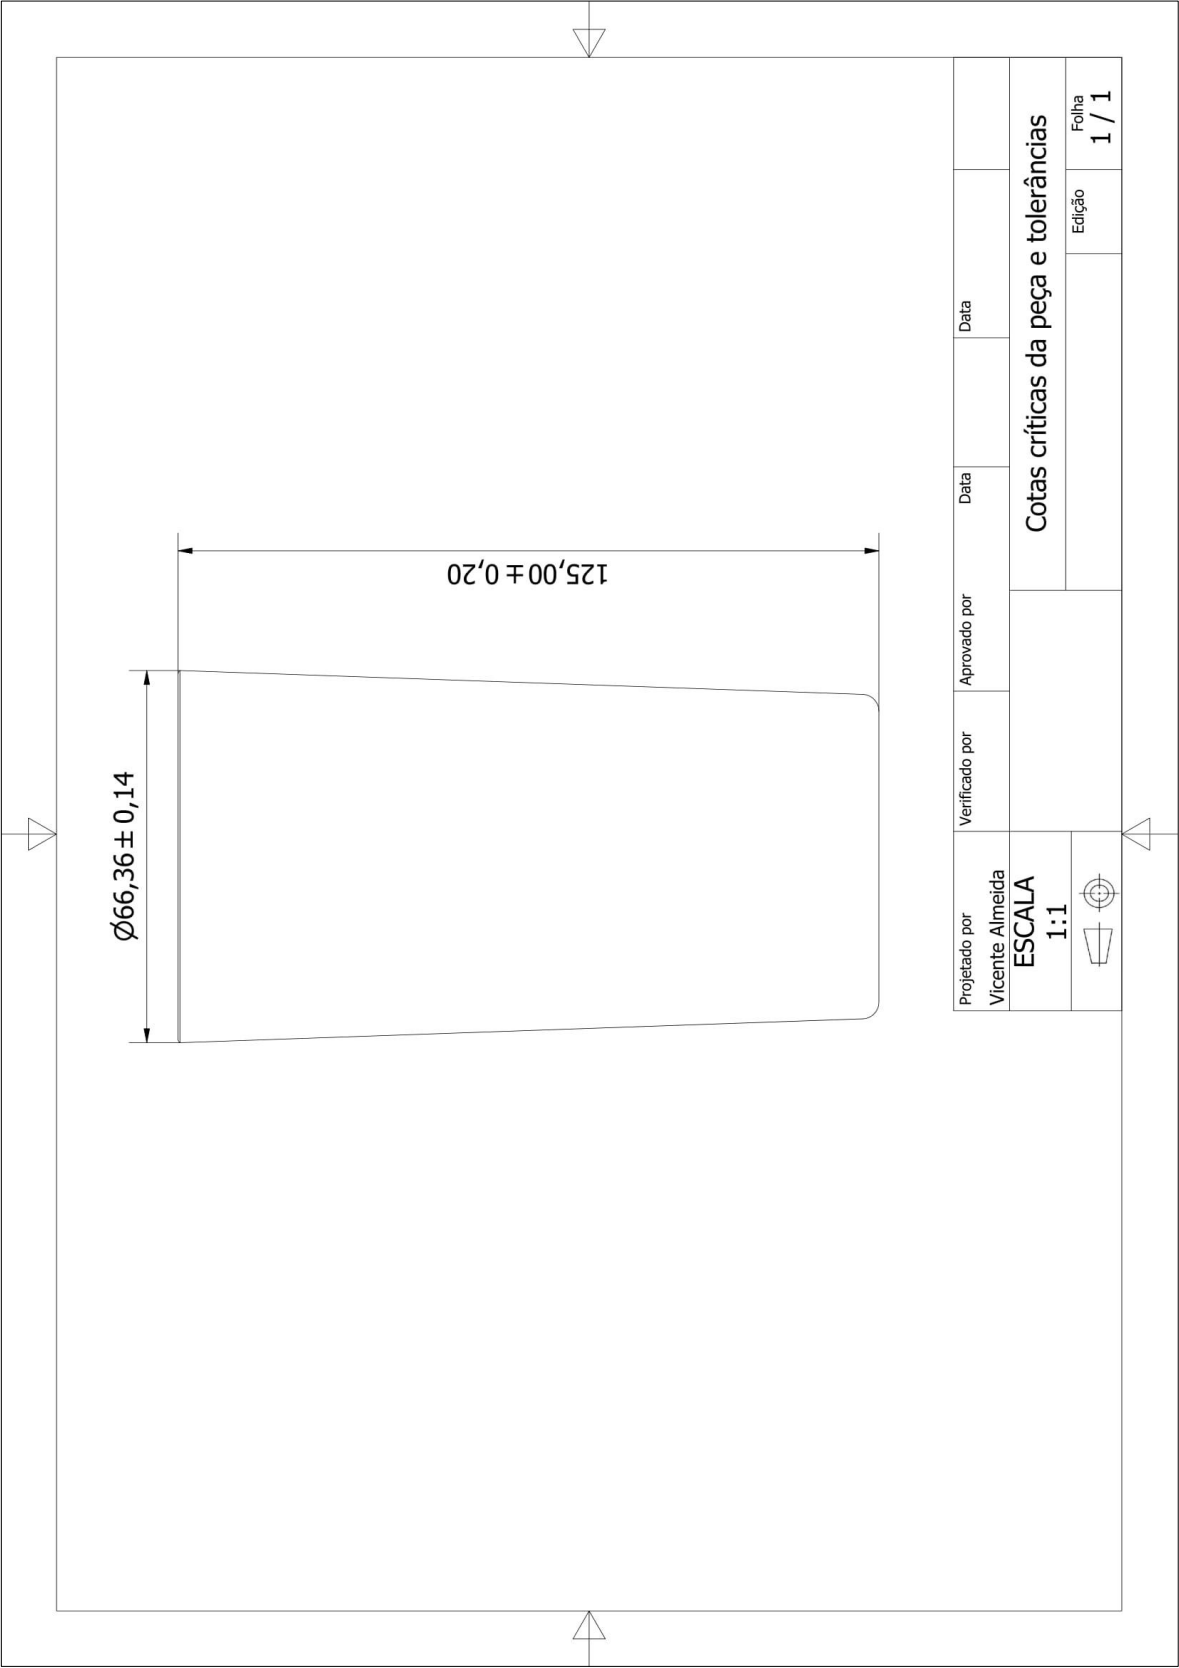 Ø66,36 ± 0,14
125,00 ± 0,20
Projetado por
Vicente Almeida
Verificado por
Aprovado por
Data
Data
ESCALA
1:1
Cotas críticas da peça e tolerâncias
Edição
Folha
1 / 1